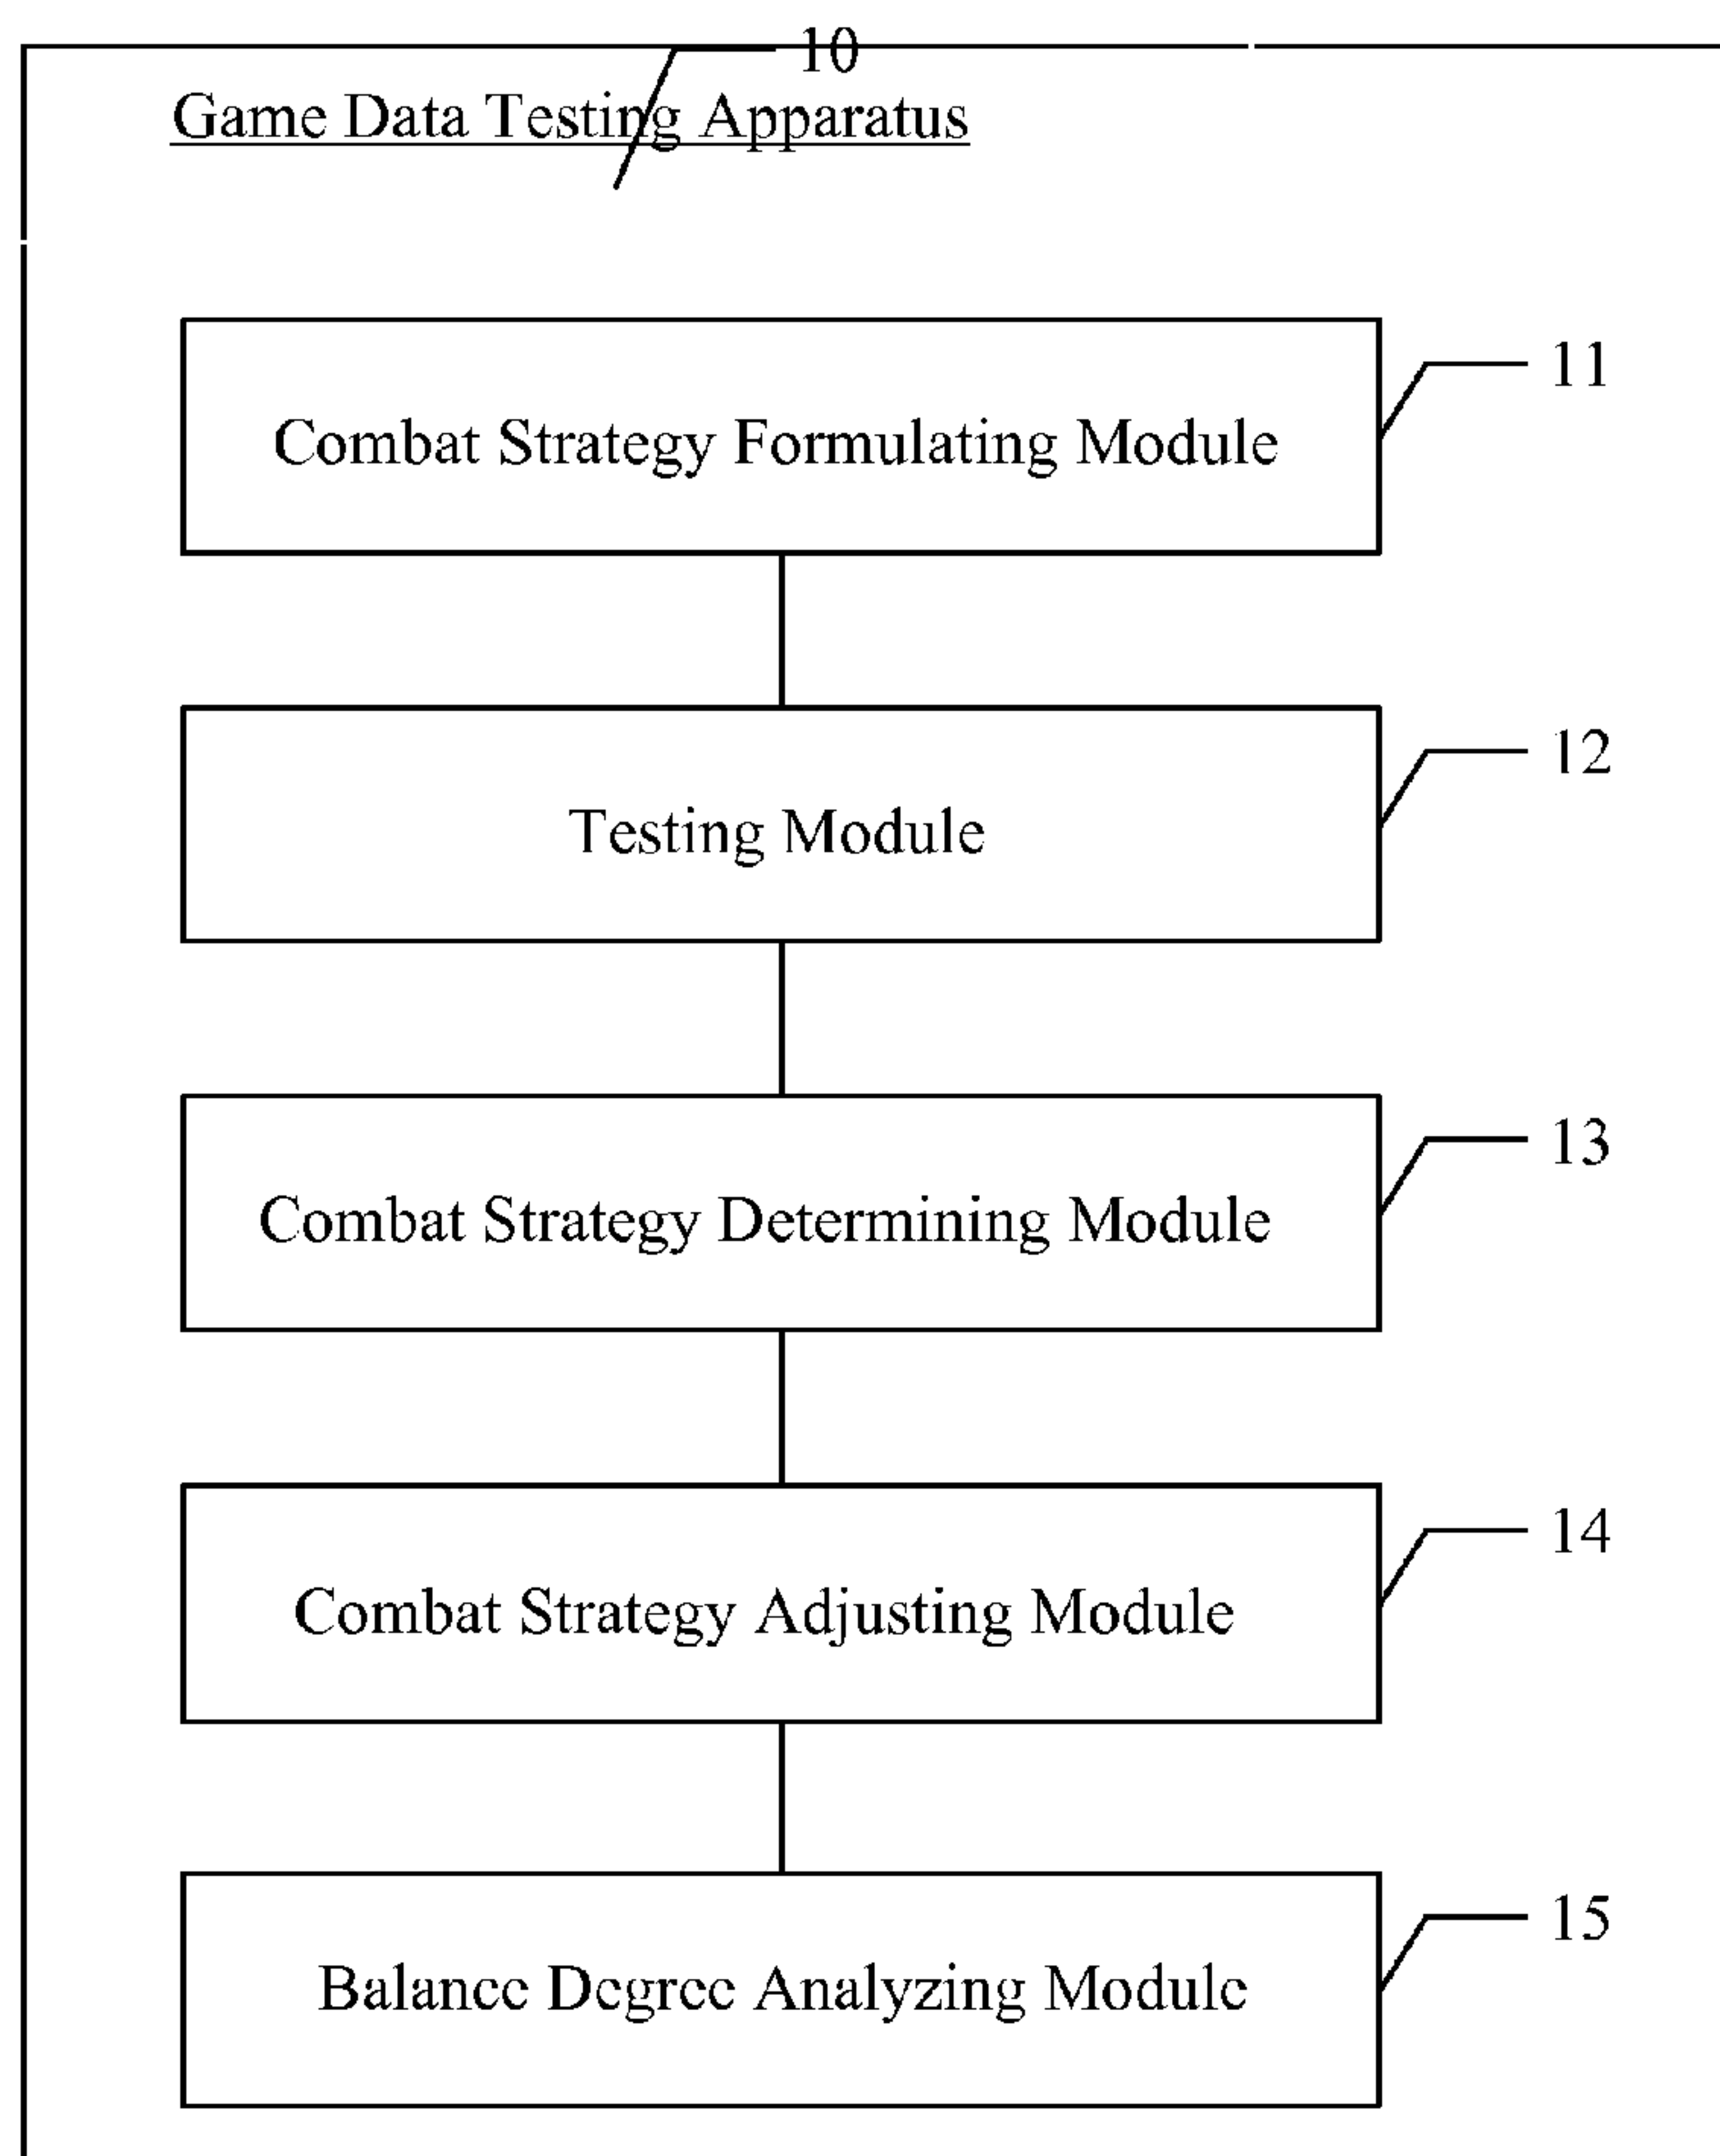 10
Game Data Testing Apparatus
11
Combat Strategy Formulating Module
12
Testing Module
13
Combat Strategy Determining Module
14
Combat Strategy Adjusting Module
15
Balance Degree Analyzing Module